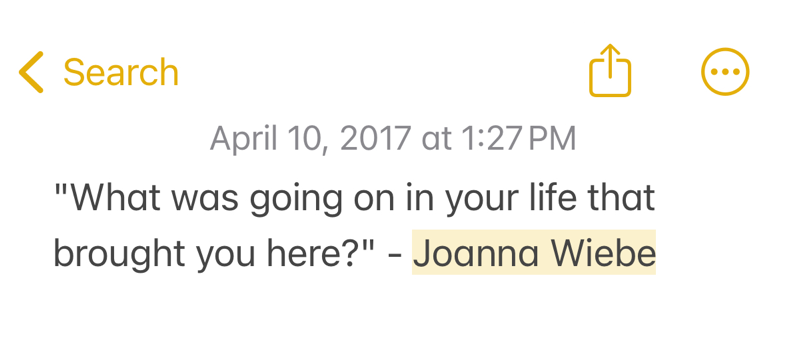 Search
April 10, 2017 at 1:27 PM
"What was going on in your life that
brought you here?" - Joanna Wiebe